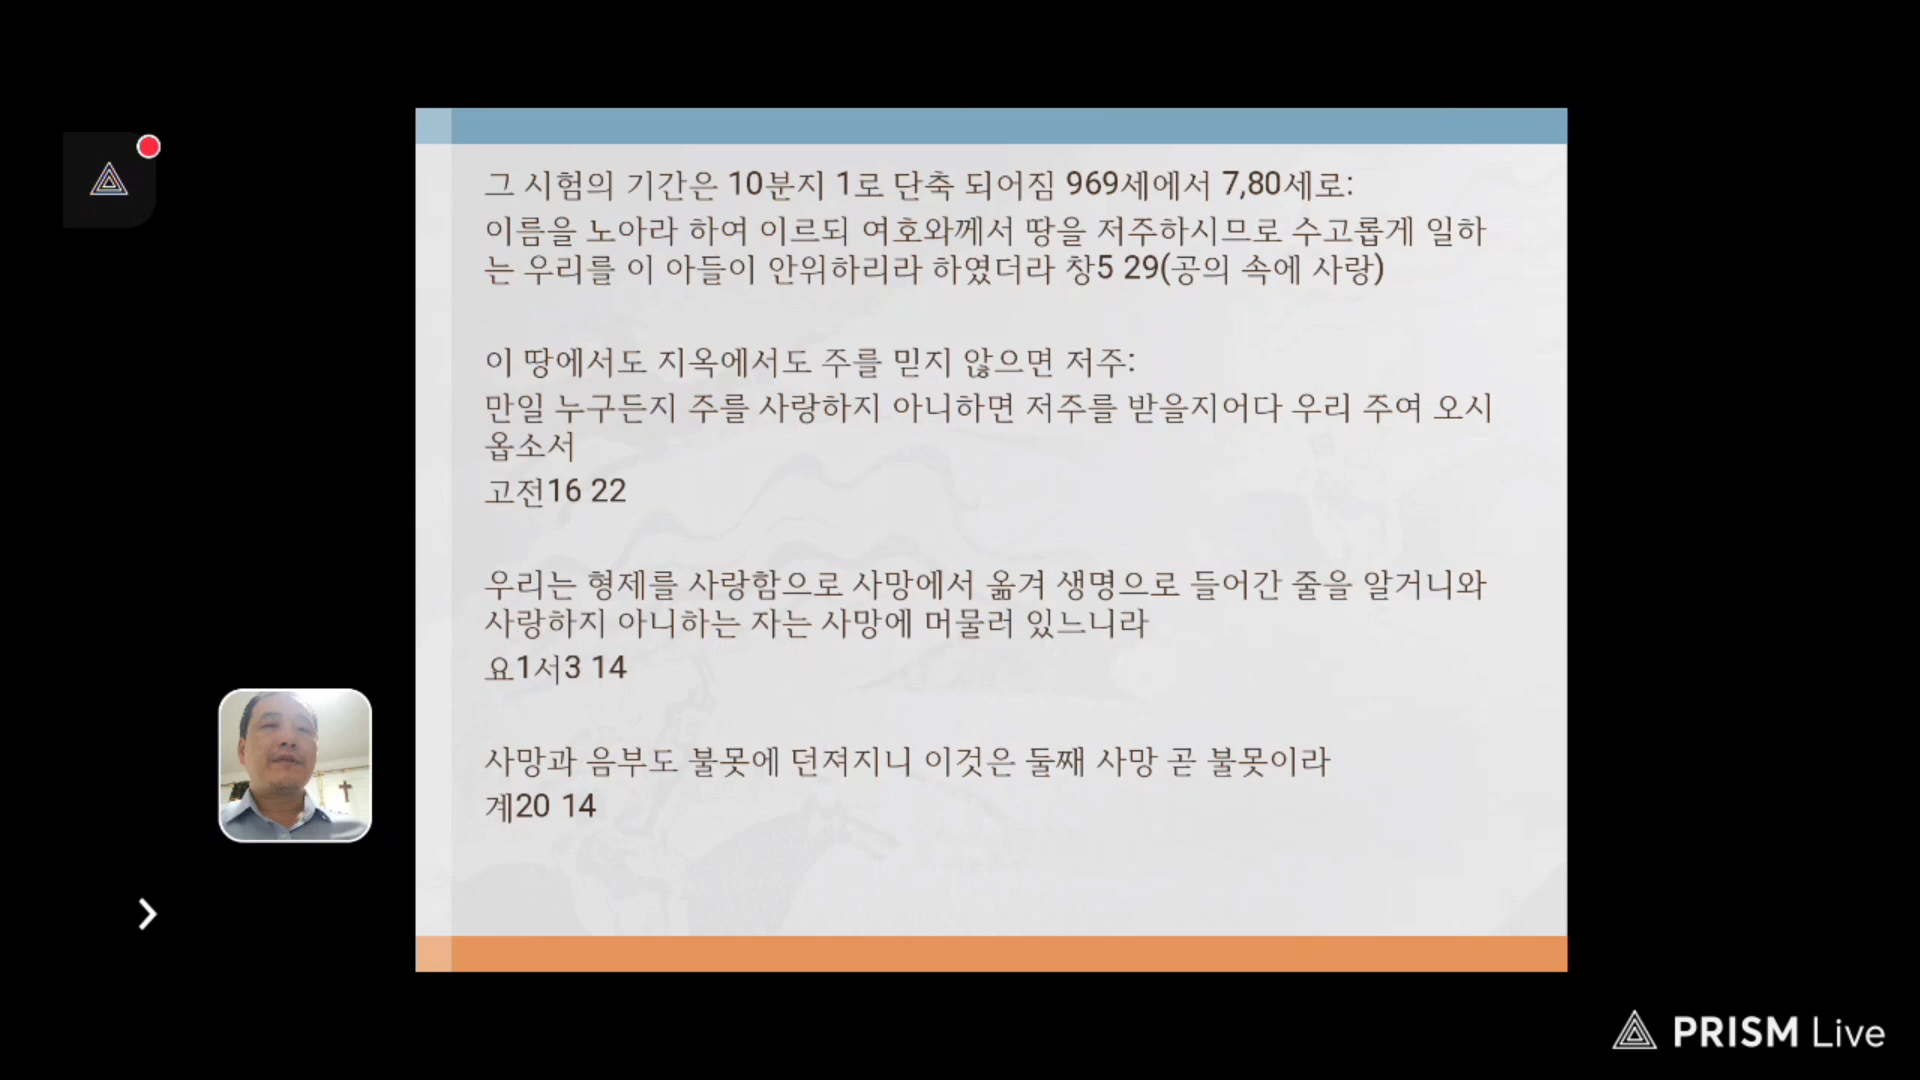 그 시험의 기간은 10분지 1로 단축 되어짐 969세에서 7,80세로:
이름을 노아라 하여 이르되 여호와께서 땅을 저주하시므로 수고롭게 일하
는 우리를 이 아들이 안위하리라 하였더라 창5 29(공의 속에 사랑)
이 땅에서도 지옥에서도 주를 믿지 않으면 저주:
만일 누구든지 주를 사랑하지 아니하면 저주를 받을지어다 우리 주여 오시
옵소서
고전16 22
우리는 형제를 사랑함으로 사망에서 옮겨 생명으로 들어간 줄을 알거니와
사랑하지 아니하는 자는 사망에 머물러 있느니라
요1서3 14
사망과 음부도 불못에 던져지니 이것은 둘째 사망 곧 불못이라
계20 14
PRISM Live